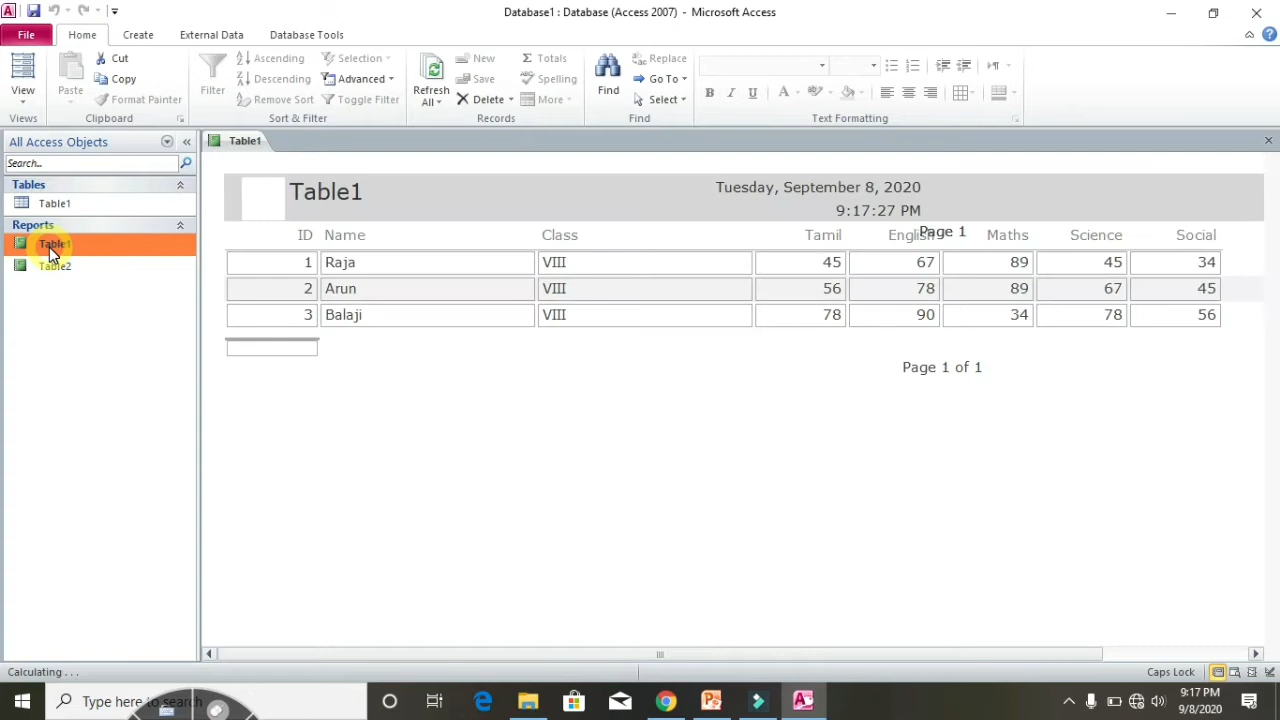 Database1 : Database (Access 2007) - Microsoft Access
File Home Create External Data Database Tools
View Views
Paste Cut Copy Format Painter Clipboard
Filter Ascending Descending Remove Sort Selection Advanced Toggle Filter Sort & Filter
Refresh All New Save Delete Totals Spelling More Records
Find Replace Go To Select Find
Text Formatting
All Access Objects
Search...
Tables
Table1
Reports
Table1
Table2
Table1
Table1
Tuesday, September 8, 2020
9:17:27 PM
Page 1
ID Name Class Tamil English Maths Science Social
1 Raja VIII 45 67 89 45 34
2 Arun VIII 56 78 89 67 45
3 Balaji VIII 78 90 34 78 56
Page 1 of 1
Calculating . . .
Caps Lock
Type here to search
9:17 PM
9/8/2020